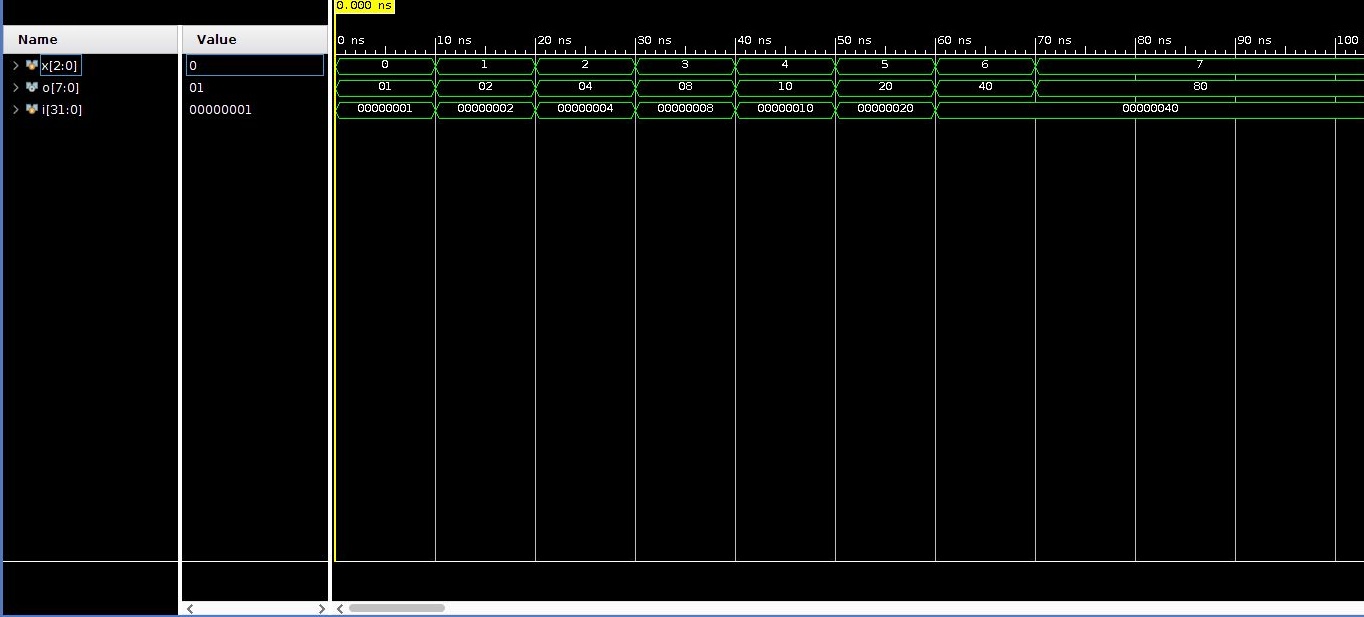 0.000 ns
Name Value 0 ns 10 ns 20 ns 30 ns 40 ns 50 ns 60 ns 70 ns 80 ns 90 ns 100
x[2:0] 0 0 1 2 3 4 5 6 7
o[7:0] 01 01 02 04 08 10 20 40 80
i[31:0] 00000001 00000001 00000002 00000004 00000008 00000010 00000020 00000040